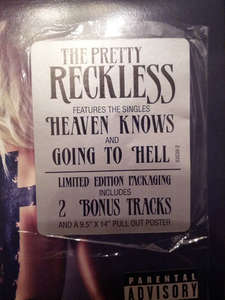 THE PRETTY
RECKLESS
FEATURES THE SINGLES
HEAVEN KNOWS
AND
GOING TO HELL
LIMITED EDITION PACKAGING
INCLUDES
2 BONUS TRACKS
AND A 9.5" X 14" PULL OUT POSTER
PARENTAL
ADVISORY